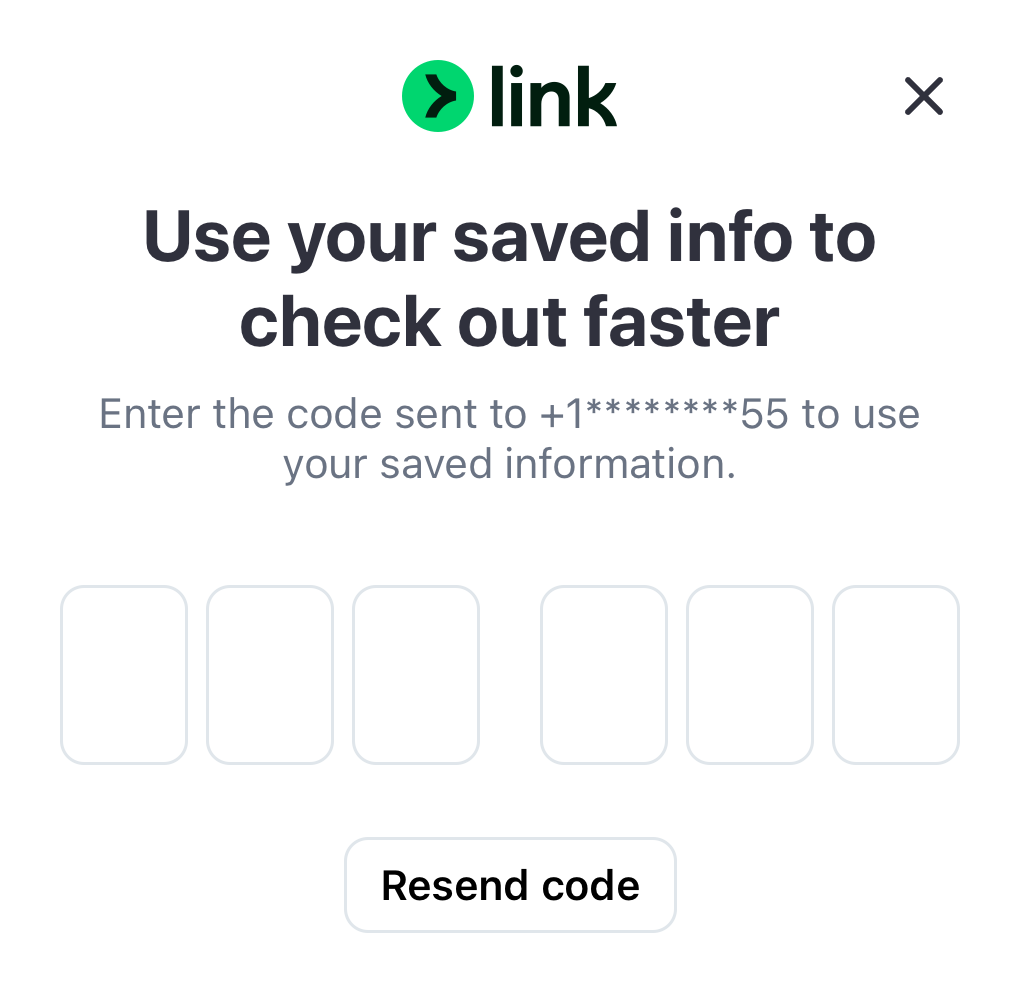 link
Use your saved info to
check out faster
Enter the code sent to +1********55 to use
your saved information.
Resend code